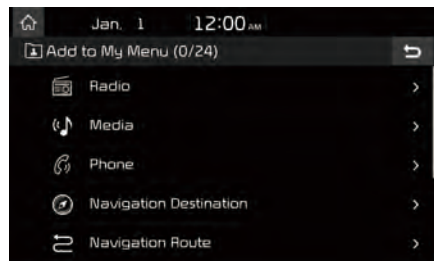 Jan. 1 12:00 AM
Add to My Menu (0/24)
Radio
Media
Phone
Navigation Destination
Navigation Route